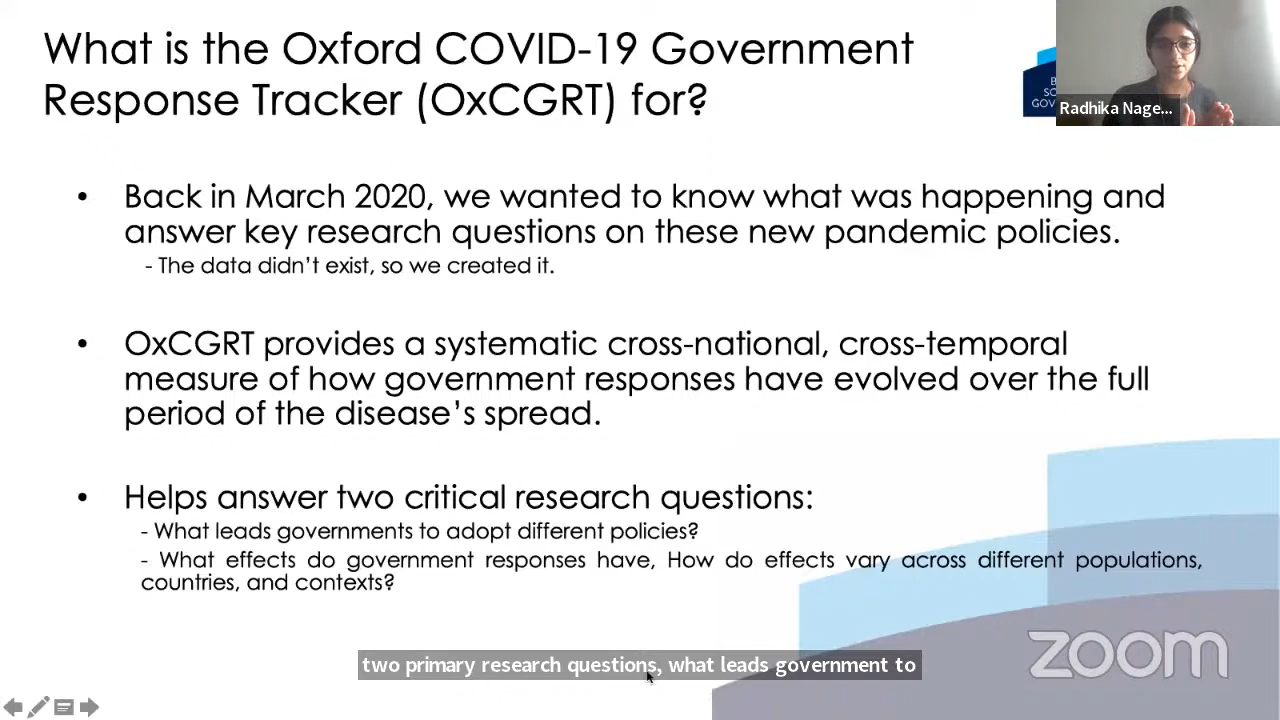 What is the Oxford COVID-19 Government
Response Tracker (OxCGRT) for?
B
SO
GOV
Radhika Nage...
• Back in March 2020, we wanted to know what was happening and
answer key research questions on these new pandemic policies.
- The data didn't exist, so we created it.
• OxCGRT provides a systematic cross-national, cross-temporal
measure of how government responses have evolved over the full
period of the disease's spread.
• Helps answer two critical research questions:
- What leads governments to adopt different policies?
- What effects do government responses have, How do effects vary across different populations,
countries, and contexts?
zoom
two primary research questions, what leads government to